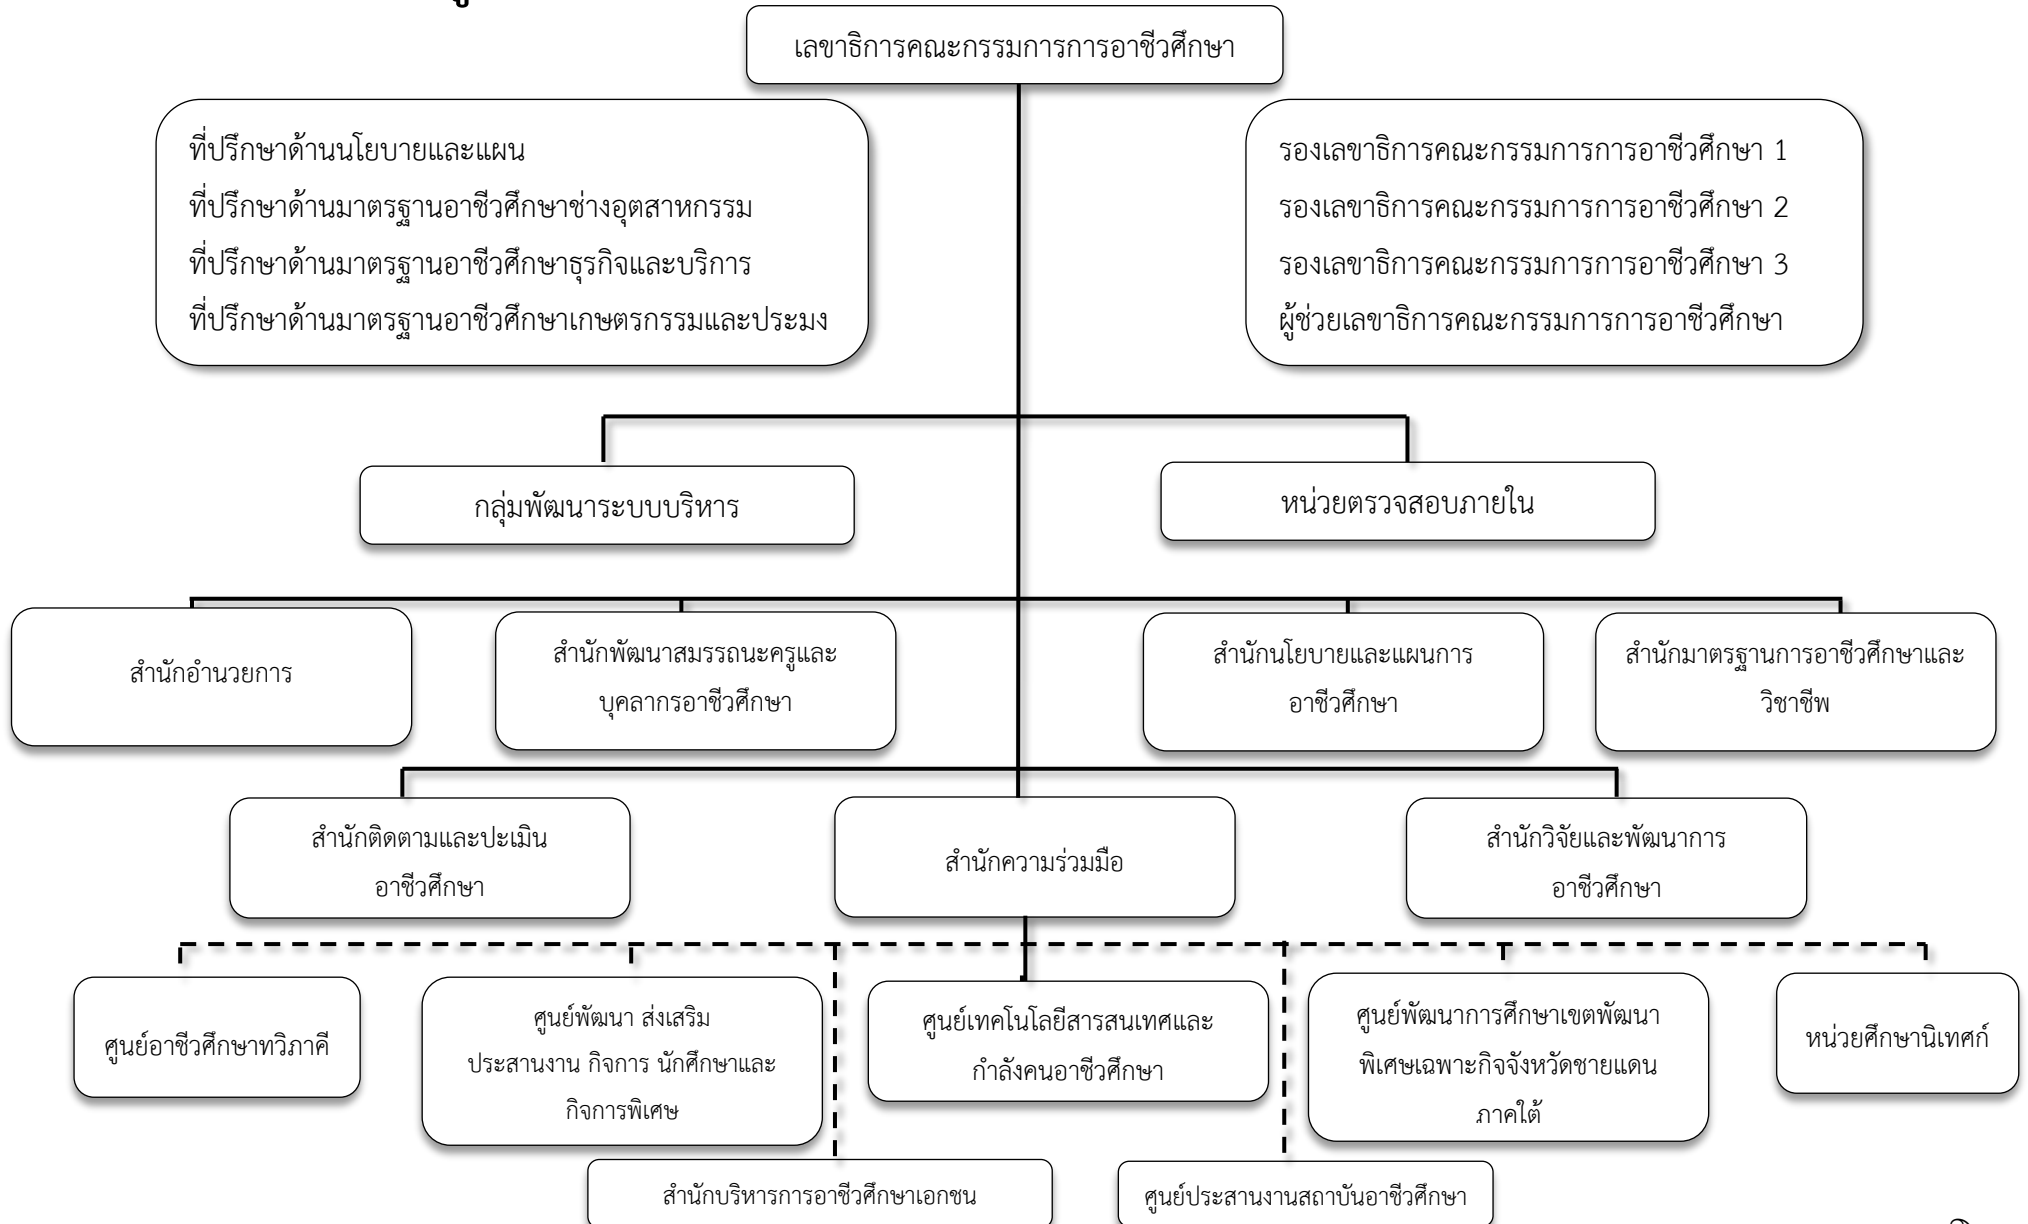 เลขาธิการคณะกรรมการการอาชีวศึกษา
ที่ปรึกษาด้านนโยบายและแผน
ที่ปรึกษาด้านมาตรฐานอาชีวศึกษาช่างอุตสาหกรรม
ที่ปรึกษาด้านมาตรฐานอาชีวศึกษาธุรกิจและบริการ
ที่ปรึกษาด้านมาตรฐานอาชีวศึกษาเกษตรกรรมและประมง
รองเลขาธิการคณะกรรมการการอาชีวศึกษา 1
รองเลขาธิการคณะกรรมการการอาชีวศึกษา 2
รองเลขาธิการคณะกรรมการการอาชีวศึกษา 3
ผู้ช่วยเลขาธิการคณะกรรมการการอาชีวศึกษา
กลุ่มพัฒนาระบบบริหาร
หน่วยตรวจสอบภายใน
สำนักอำนวยการ
สำนักพัฒนาสมรรถนะครูและ
บุคลากรอาชีวศึกษา
สำนักนโยบายและแผนการ
อาชีวศึกษา
สำนักมาตรฐานการอาชีวศึกษาและ
วิชาชีพ
สำนักติดตามและปะเมิน
อาชีวศึกษา
สำนักความร่วมมือ
สำนักวิจัยและพัฒนาการ
อาชีวศึกษา
ศูนย์อาชีวศึกษาทวิภาคี
ศูนย์พัฒนา ส่งเสริม
ประสานงาน กิจการ นักศึกษาและ
กิจการพิเศษ
ศูนย์เทคโนโลยีสารสนเทศและ
กำลังคนอาชีวศึกษา
ศูนย์พัฒนาการศึกษาเขตพัฒนา
พิเศษเฉพาะกิจจังหวัดชายแดน
ภาคใต้
หน่วยศึกษานิเทศก์
สำนักบริหารการอาชีวศึกษาเอกชน
ศูนย์ประสานงานสถาบันอาชีวศึกษา